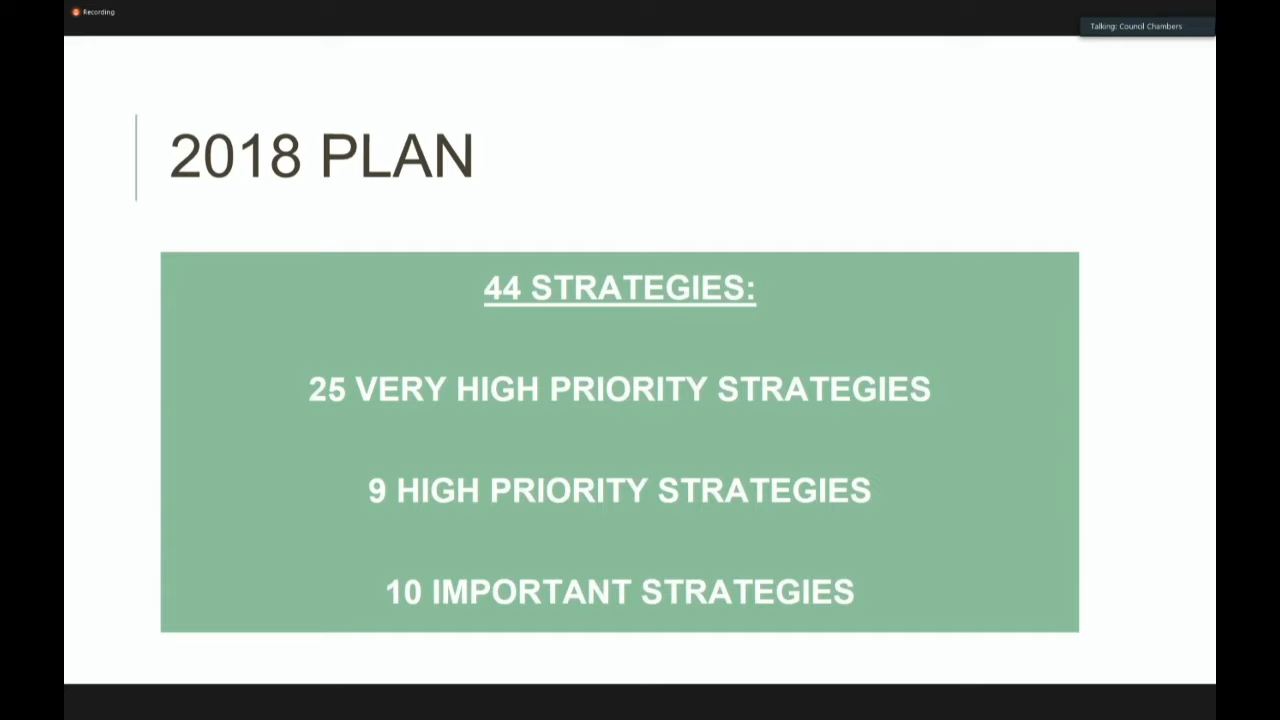 Recording
Talking: Council Chambers
2018 PLAN
44 STRATEGIES:
25 VERY HIGH PRIORITY STRATEGIES
9 HIGH PRIORITY STRATEGIES
10 IMPORTANT STRATEGIES